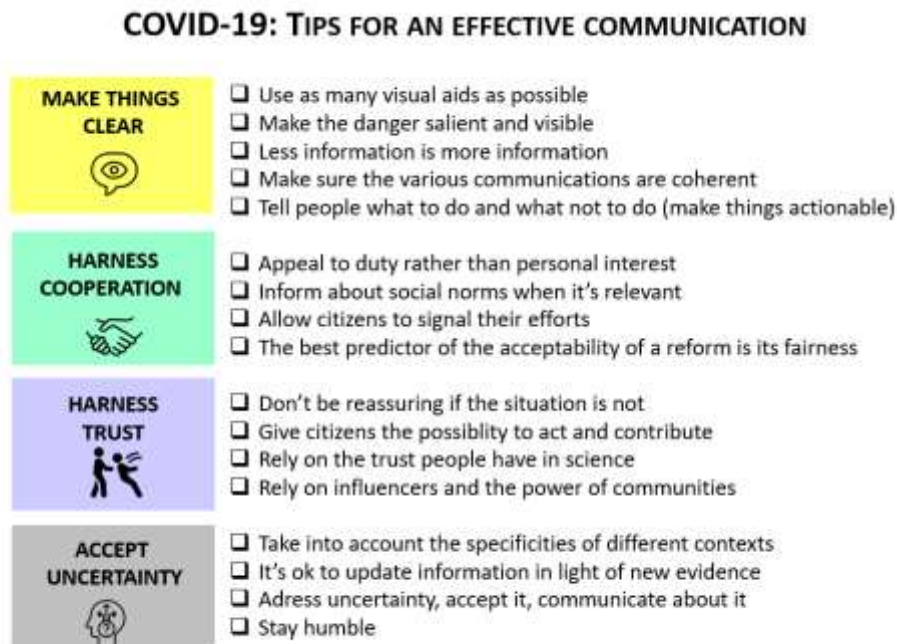 COVID-19: TIPS FOR AN EFFECTIVE COMMUNICATION
MAKE THINGS
CLEAR
❑ Use as many visual aids as possible
❑ Make the danger salient and visible
❑ Less information is more information
❑ Make sure the various communications are coherent
❑ Tell people what to do and what not to do (make things actionable)
HARNESS
COOPERATION
❑ Appeal to duty rather than personal interest
❑ Inform about social norms when it's relevant
❑ Allow citizens to signal their efforts
❑ The best predictor of the acceptability of a reform is its fairness
HARNESS
TRUST
❑ Don't be reassuring if the situation is not
❑ Give citizens the possiblity to act and contribute
❑ Rely on the trust people have in science
❑ Rely on influencers and the power of communities
ACCEPT
UNCERTAINTY
❑ Take into account the specificities of different contexts
❑ It's ok to update information in light of new evidence
❑ Adress uncertainty, accept it, communicate about it
❑ Stay humble